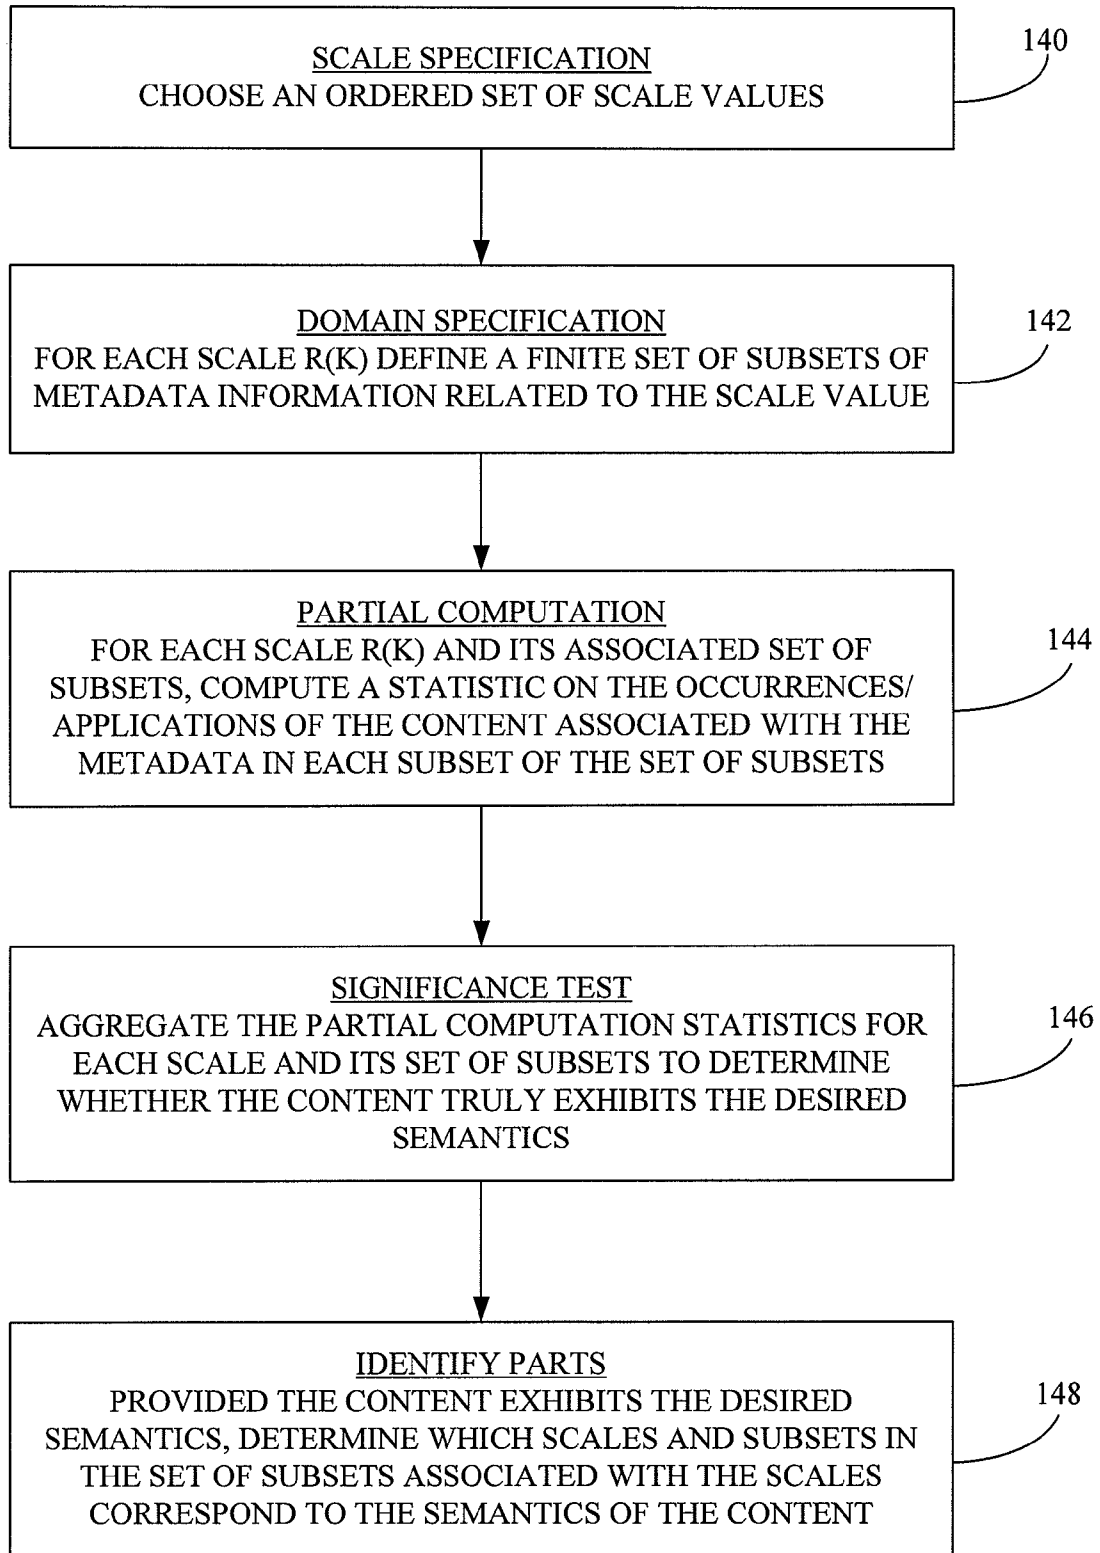 SCALE SPECIFICATION
CHOOSE AN ORDERED SET OF SCALE VALUES
140
DOMAIN SPECIFICATION
FOR EACH SCALE R(K) DEFINE A FINITE SET OF SUBSETS OF
METADATA INFORMATION RELATED TO THE SCALE VALUE
142
PARTIAL COMPUTATION
FOR EACH SCALE R(K) AND ITS ASSOCIATED SET OF
SUBSETS, COMPUTE A STATISTIC ON THE OCCURRENCES/
APPLICATIONS OF THE CONTENT ASSOCIATED WITH THE
METADATA IN EACH SUBSET OF THE SET OF SUBSETS
144
SIGNIFICANCE TEST
AGGREGATE THE PARTIAL COMPUTATION STATISTICS FOR
EACH SCALE AND ITS SET OF SUBSETS TO DETERMINE
WHETHER THE CONTENT TRULY EXHIBITS THE DESIRED
SEMANTICS
146
IDENTIFY PARTS
PROVIDED THE CONTENT EXHIBITS THE DESIRED
SEMANTICS, DETERMINE WHICH SCALES AND SUBSETS IN
THE SET OF SUBSETS ASSOCIATED WITH THE SCALES
CORRESPOND TO THE SEMANTICS OF THE CONTENT
148